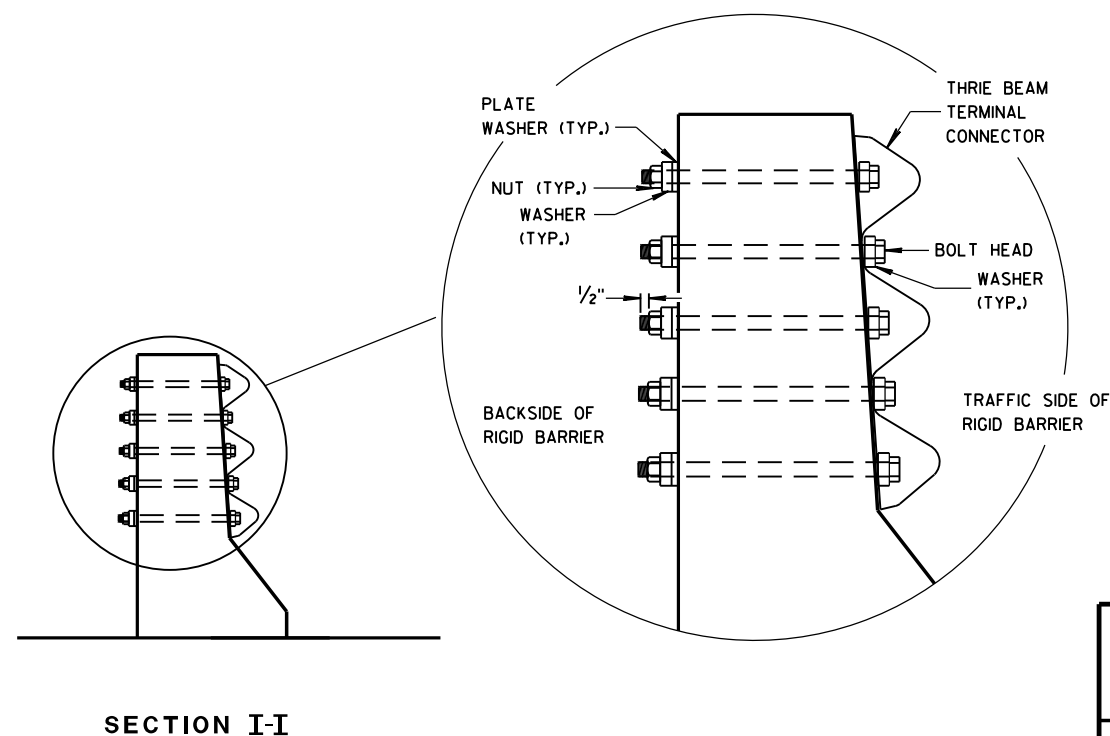 PLATE
WASHER (TYP.)
NUT (TYP.)
WASHER
(TYP.)
1/2"
BACKSIDE OF
RIGID BARRIER
THRIE BEAM
TERMINAL
CONNECTOR
BOLT HEAD
WASHER
(TYP.)
TRAFFIC SIDE OF
RIGID BARRIER
SECTION I-I